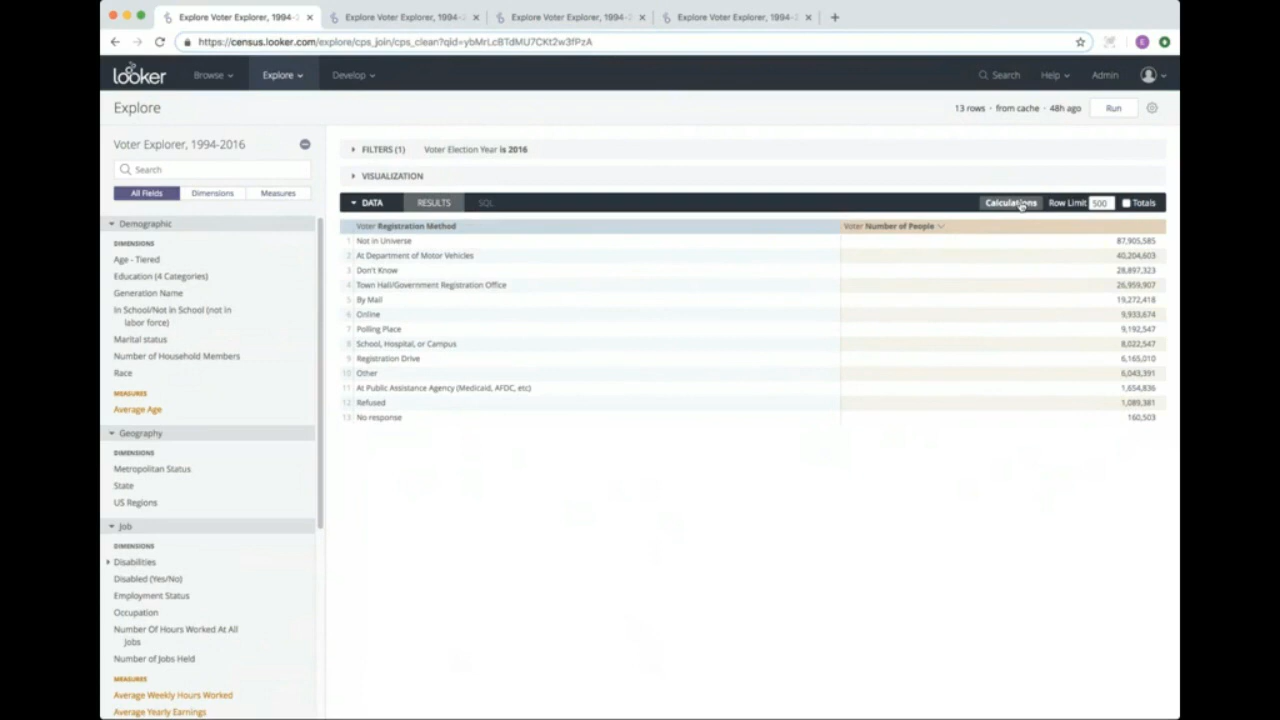 Explore Voter Explorer, 1994- Explore Voter Explorer, 1994- Explore Voter Explorer, 1994- Explore Voter Explorer, 1994-
https://census.looker.com/explore/cps_join/cps_clean?qid=ybMrLcBTdMU7CKt2w3fPzA
looker Browse Explore Develop Search Help Admin
Explore 13 rows · from cache · 48h ago Run
Voter Explorer, 1994-2016
Search
All Fields Dimensions Measures
Demographic
DIMENSIONS
Age - Tiered
Education (4 Categories)
Generation Name
In School/Not in School (not in
labor force)
Marital status
Number of Household Members
Race
MEASURES
Average Age
Geography
DIMENSIONS
Metropolitan Status
State
US Regions
Job
DIMENSIONS
Disabilities
Disabled (Yes/No)
Employment Status
Occupation
Number Of Hours Worked At All
Jobs
Number of Jobs Held
MEASURES
Average Weekly Hours Worked
Average Yearly Earnings
FILTERS (1) Voter Election Year is 2016
VISUALIZATION
DATA RESULTS SQL Calculations Row Limit 500 Totals
Voter Registration Method Voter Number of People
1 Not in Universe 87,905,585
2 At Department of Motor Vehicles 40,204,603
3 Don't Know 28,897,323
4 Town Hall/Government Registration Office 26,959,907
5 By Mail 19,272,418
6 Online 9,933,674
7 Polling Place 9,192,547
8 School, Hospital, or Campus 8,022,547
9 Registration Drive 6,165,010
10 Other 6,043,391
11 At Public Assistance Agency (Medicaid, AFDC, etc) 1,654,836
12 Refused 1,089,381
13 No response 160,503